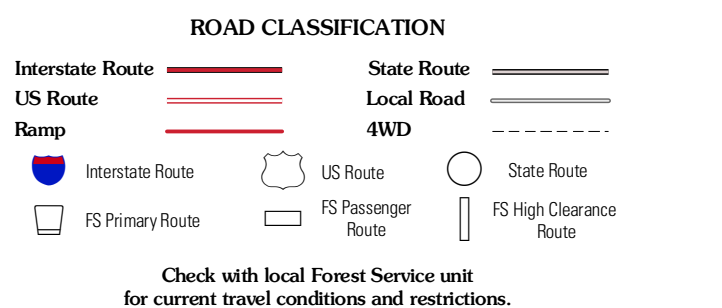 ROAD CLASSIFICATION
Interstate Route
State Route
US Route
Local Road
Ramp
4WD
Interstate Route
US Route
State Route
FS Primary Route
FS Passenger
Route
FS High Clearance
Route
Check with local Forest Service unit
for current travel conditions and restrictions.